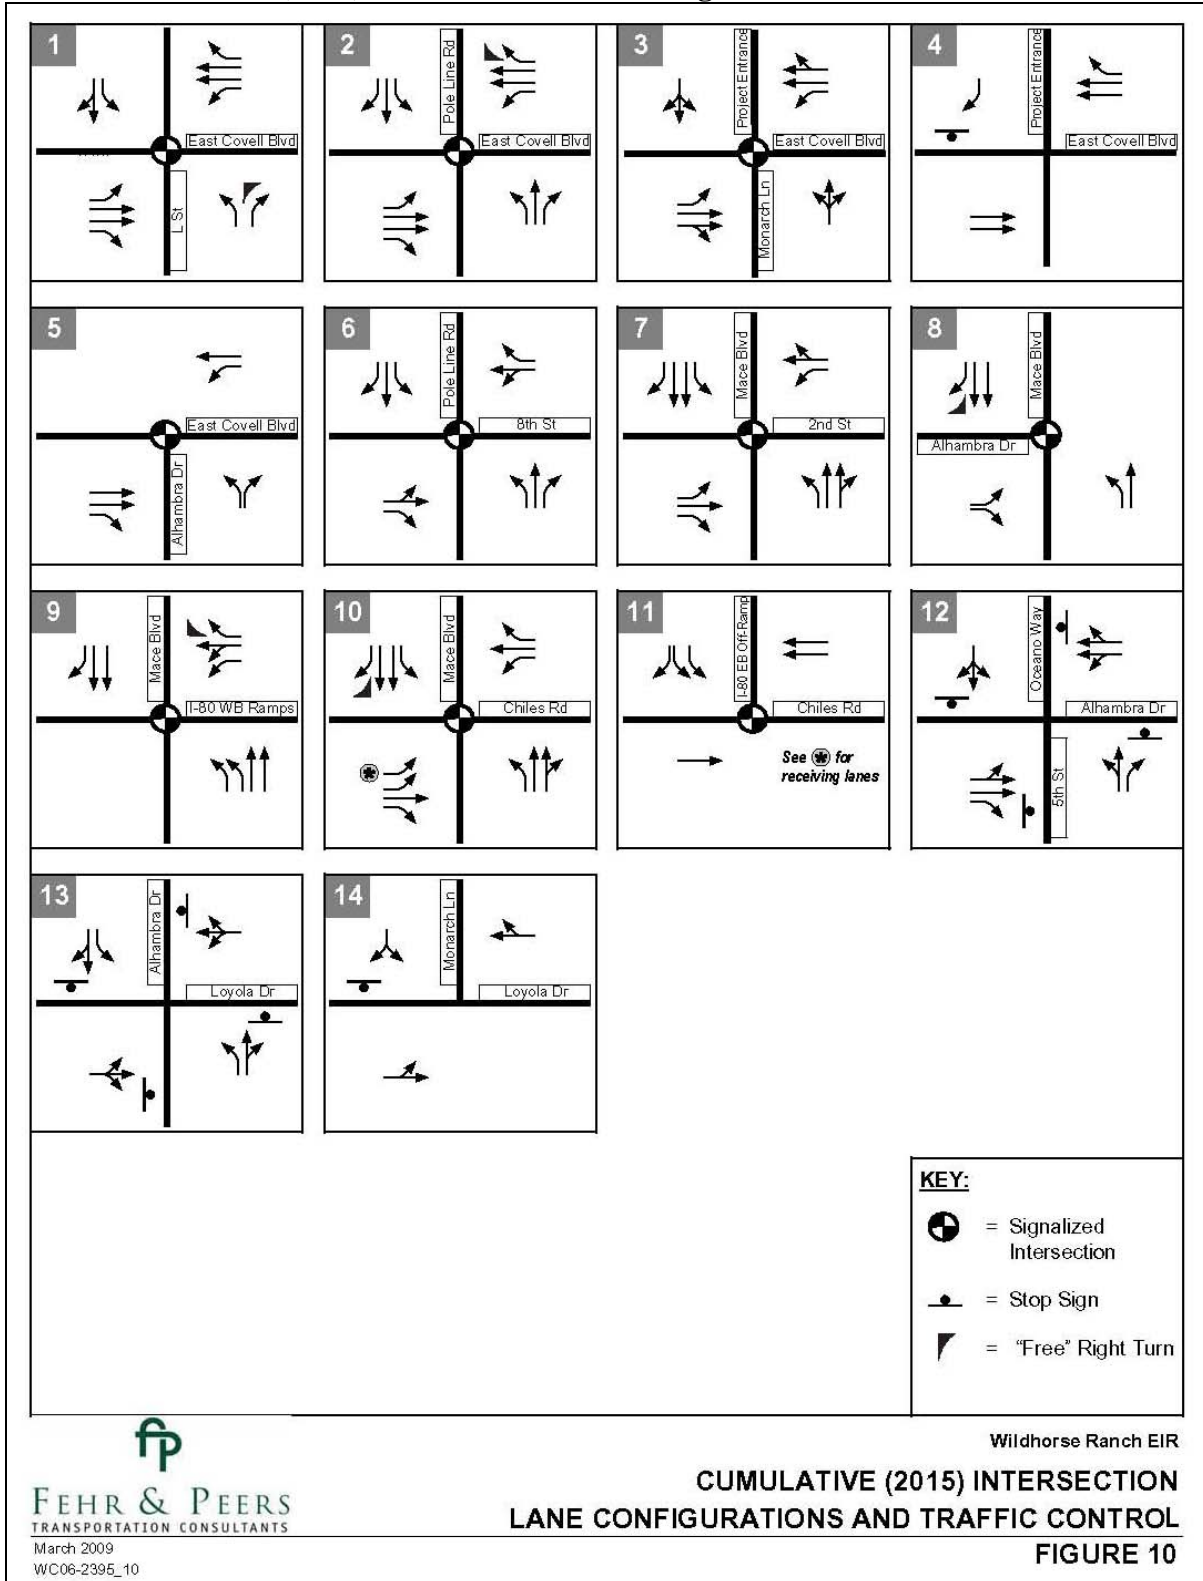 1
East Covell Blvd
L St
2
Pole Line Rd
East Covell Blvd
3
Project Entrance
East Covell Blvd
Monarch Ln
4
Project Entrance
East Covell Blvd
5
East Covell Blvd
Alhambra Dr
6
Pole Line Rd
8th St
7
Mace Blvd
2nd St
8
Mace Blvd
Alhambra Dr
9
Mace Blvd
I-80 WB Ramps
10
Mace Blvd
Chiles Rd
11
I-80 EB Off-Ramp
Chiles Rd
See for
receiving lanes
12
Oceano Way
Alhambra Dr
5th St
13
Alhambra Dr
Loyola Dr
14
Monarch Ln
Loyola Dr
KEY:
= Signalized
Intersection
= Stop Sign
= "Free" Right Turn
fp
FEHR & PEERS
TRANSPORTATION CONSULTANTS
March 2009
WC06-2395_10
Wildhorse Ranch EIR
CUMULATIVE (2015) INTERSECTION
LANE CONFIGURATIONS AND TRAFFIC CONTROL
FIGURE 10